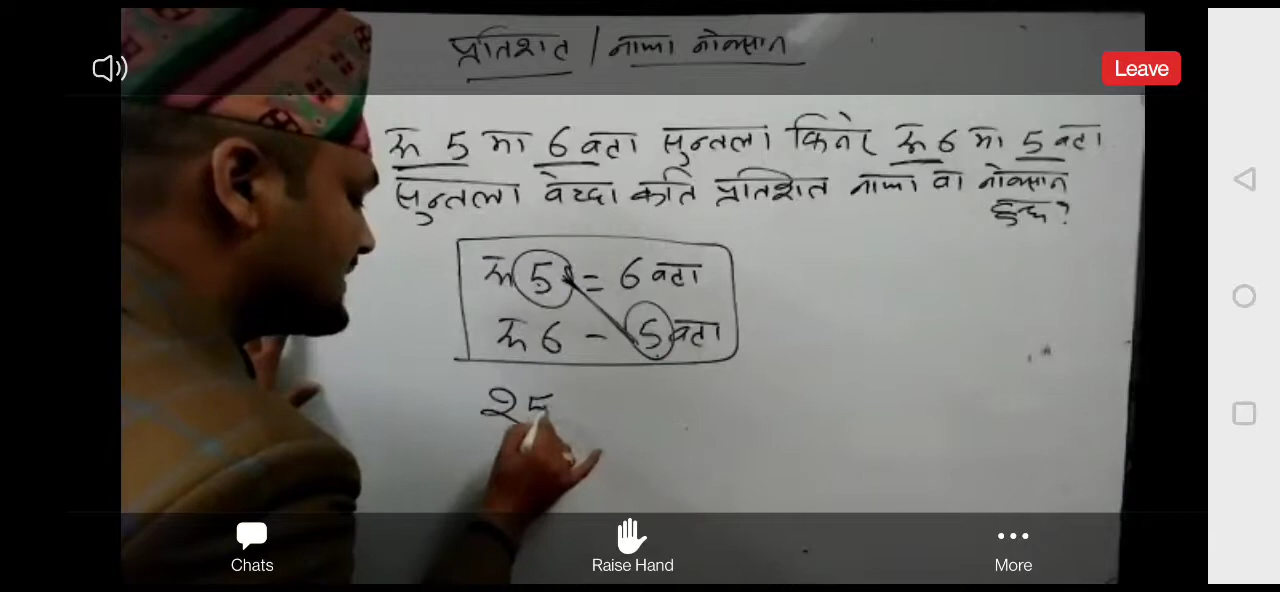 प्रतिशत / नाफा नोक्सान
Leave
रू 5 मा 6 वटा सुन्तला किनेर रू 6 मा 5 वटा
सुन्तला बेच्दा कति प्रतिशत नाफा वा नोक्सान
हुन्छ?
रू 5 = 6 वटा
रू 6 - 5 वटा
25
Chats
Raise Hand
More